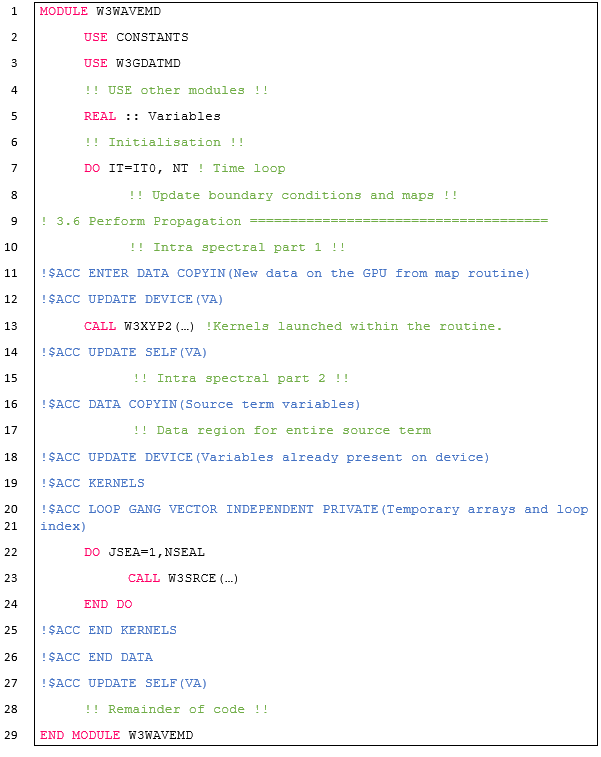 1 MODULE W3WAVEMD
2 USE CONSTANTS
3 USE W3GDATMD
4 !! USE other modules !!
5 REAL :: Variables
6 !! Initialisation !!
7 DO IT=IT0, NT ! Time loop
8 !! Update boundary conditions and maps !!
9 ! 3.6 Perform Propagation =====================================
10 !! Intra spectral part 1 !!
11 !$ACC ENTER DATA COPYIN(New data on the GPU from map routine)
12 !$ACC UPDATE DEVICE(VA)
13 CALL W3XYP2(…) !Kernels launched within the routine.
14 !$ACC UPDATE SELF(VA)
15 !! Intra spectral part 2 !!
16 !$ACC DATA COPYIN(Source term variables)
17 !! Data region for entire source term
18 !$ACC UPDATE DEVICE(Variables already present on device)
19 !$ACC KERNELS
20 !$ACC LOOP GANG VECTOR INDEPENDENT PRIVATE(Temporary arrays and loop
21 index)
22 DO JSEA=1,NSEAL
23 CALL W3SRCE(…)
24 END DO
25 !$ACC END KERNELS
26 !$ACC END DATA
27 !$ACC UPDATE SELF(VA)
28 !! Remainder of code !!
29 END MODULE W3WAVEMD